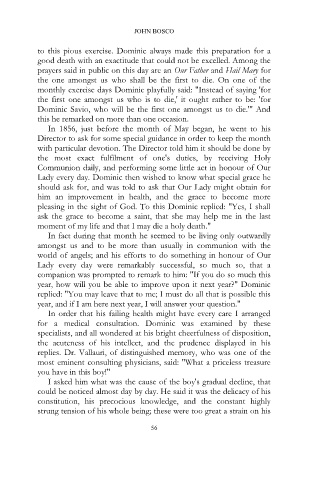 JOHN BOSCO
to this pious exercise. Dominic always made this preparation for a
good death with an exactitude that could not be excelled. Among the
prayers said in public on this day are an Our Father and Hail Mary for
the one amongst us who shall be the first to die. On one of the
monthly exercise days Dominic playfully said: "Instead of saying 'for
the first one amongst us who is to die,' it ought rather to be: 'for
Dominic Savio, who will be the first one amongst us to die.'" And
this he remarked on more than one occasion.
In 1856, just before the month of May began, he went to his
Director to ask for some special guidance in order to keep the month
with particular devotion. The Director told him it should be done by
the most exact fulfilment of one's duties, by receiving Holy
Communion daily, and performing some little act in honour of Our
Lady every day. Dominic then wished to know what special grace he
should ask for, and was told to ask that Our Lady might obtain for
him an improvement in health, and the grace to become more
pleasing in the sight of God. To this Dominic replied: "Yes, I shall
ask the grace to become a saint, that she may help me in the last
moment of my life and that I may die a holy death."
In fact during that month he seemed to be living only outwardly
amongst us and to be more than usually in communion with the
world of angels; and his efforts to do something in honour of Our
Lady every day were remarkably successful, so much so, that a
companion was prompted to remark to him: "If you do so much this
year, how will you be able to improve upon it next year?" Dominic
replied: "You may leave that to me; I must do all that is possible this
year, and if I am here next year, I will answer your question."
In order that his failing health might have every care I arranged
for a medical consultation. Dominic was examined by these
specialists, and all wondered at his bright cheerfulness of disposition,
the acuteness of his intellect, and the prudence displayed in his
replies. Dr. Vallauri, of distinguished memory, who was one of the
most eminent consulting physicians, said: "What a priceless treasure
you have in this boy!"
I asked him what was the cause of the boy's gradual decline, that
could be noticed almost day by day. He said it was the delicacy of his
constitution, his precocious knowledge, and the constant highly
strung tension of his whole being; these were too great a strain on his
56